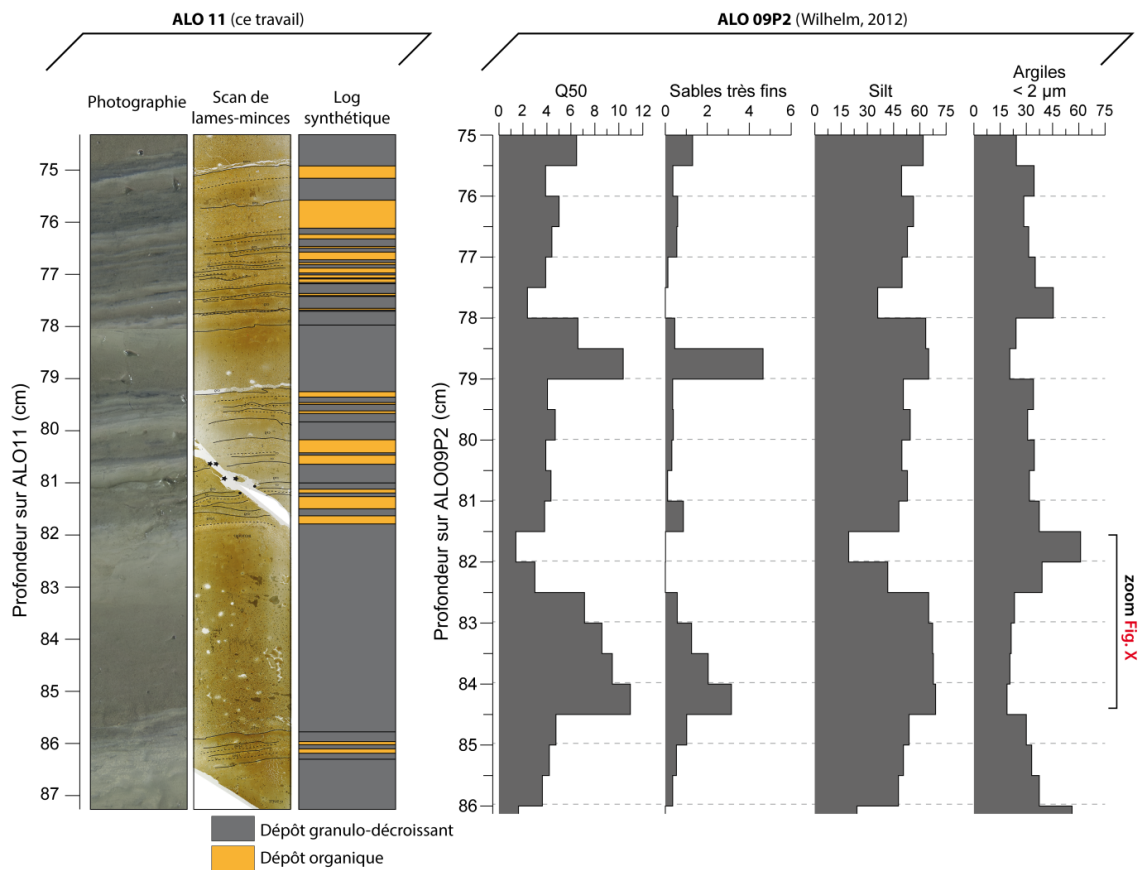 ALO 11 (ce travail)
Photographie
Scan de
lames-minces
Log
synthétique
Profondeur sur ALO11 (cm)
75
76
77
78
79
80
81
82
83
84
85
86
87
Dépôt granulo-décroissant
Dépôt organique
ALO 09P2 (Wilhelm, 2012)
Q50
0 2 4 6 8 10 12
Sables très fins
0 2 4 6
Silt
0 15 30 45 60 75
Argiles
< 2 µm
0 15 30 45 75
Profondeur sur ALO09P2 (cm)
75
76
77
78
79
80
81
82
83
84
85
86
zoom Fig. X